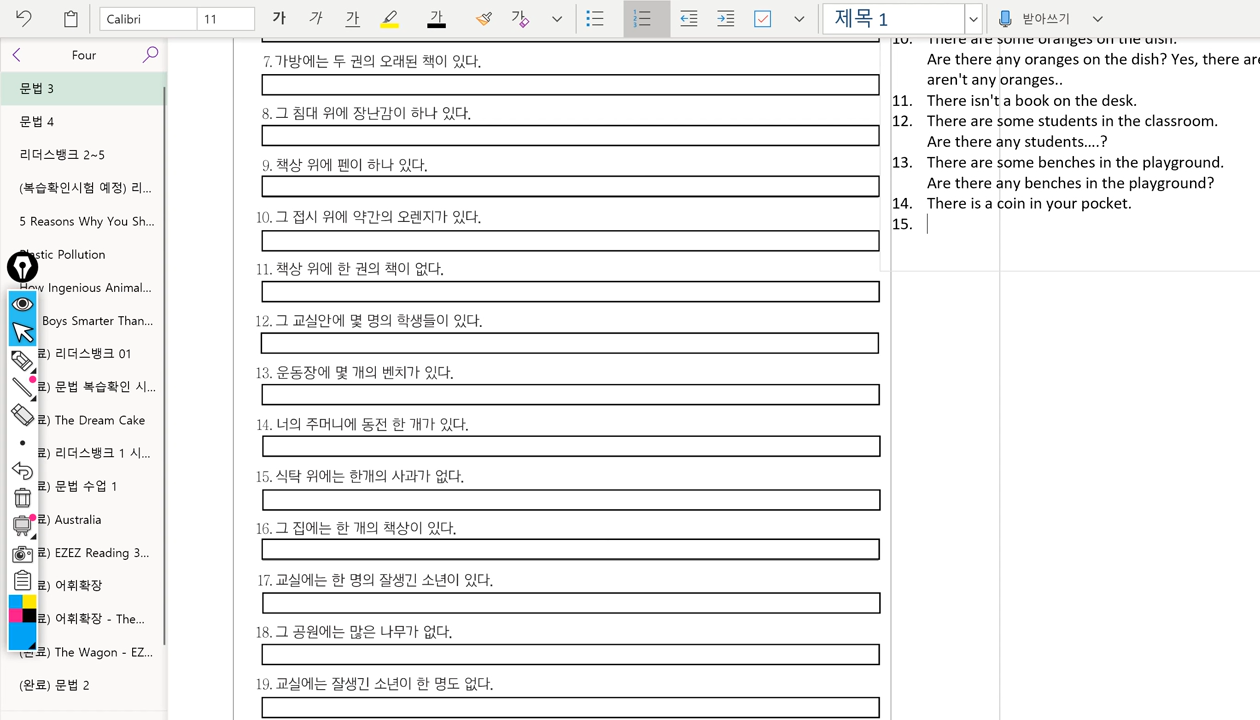 Calibri 11 가 가 가 가 가 제목 1 받아쓰기
Four
문법 3
문법 4
리더스뱅크 2~5
(복습확인시험 예정) 리...
5 Reasons Why You Sh...
Plastic Pollution
How Ingenious Animal...
Boys Smarter Than...
료) 리더스뱅크 01
료) 문법 복습확인 시...
료) The Dream Cake
료) 리더스뱅크 1 시...
료) 문법 수업 1
료) Australia
료) EZEZ Reading 3...
료) 어휘확장
료) 어휘확장 - The...
(완료) The Wagon - EZ...
(완료) 문법 2
7. 가방에는 두 권의 오래된 책이 있다.
8. 그 침대 위에 장난감이 하나 있다.
9. 책상 위에 펜이 하나 있다.
10. 그 접시 위에 약간의 오렌지가 있다.
11. 책상 위에 한 권의 책이 없다.
12. 그 교실안에 몇 명의 학생들이 있다.
13. 운동장에 몇 개의 벤치가 있다.
14. 너의 주머니에 동전 한 개가 있다.
15. 식탁 위에는 한개의 사과가 없다.
16. 그 집에는 한 개의 책상이 있다.
17. 교실에는 한 명의 잘생긴 소년이 있다.
18. 그 공원에는 많은 나무가 없다.
19. 교실에는 잘생긴 소년이 한 명도 없다.
10. There are some oranges on the dish.
Are there any oranges on the dish? Yes, there are
aren't any oranges..
11. There isn't a book on the desk.
12. There are some students in the classroom.
Are there any students....?
13. There are some benches in the playground.
Are there any benches in the playground?
14. There is a coin in your pocket.
15.